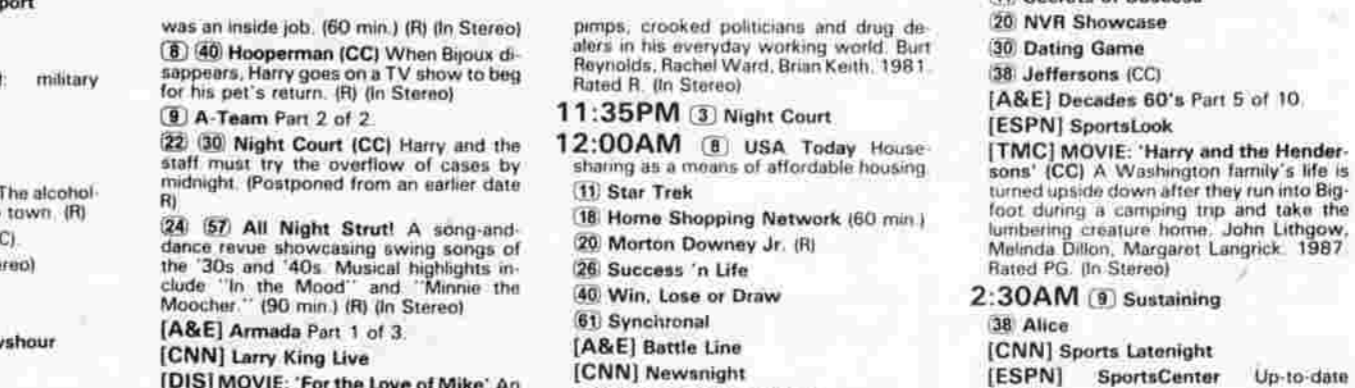 port
military
The alcohol-
town. (R)
C)
ereo)
wshour
was an inside job. (60 min.) (R) (In Stereo)
(8) (40) Hooperman (CC) When Bijoux di-
sappears, Harry goes on a TV show to beg
for his pet's return. (R) (In Stereo)
(9) A-Team Part 2 of 2.
(22) (30) Night Court (CC) Harry and the
staff must try the overflow of cases by
midnight. (Postponed from an earlier date
R)
(24) (57) All Night Strut! A song-and-
dance revue showcasing swing songs of
the '30s and '40s. Musical highlights in-
clude "In the Mood" and "Minnie the
Moocher." (90 min.) (R) (In Stereo)
[A&E] Armada Part 1 of 3.
[CNN] Larry King Live
[DIS] MOVIE: 'For the Love of Mike' An
pimps, crooked politicians and drug de-
alers in his everyday working world. Burt
Reynolds, Rachel Ward, Brian Keith. 1981.
Rated R. (In Stereo)
11:35PM (3) Night Court
12:00AM (8) USA Today House-
sharing as a means of affordable housing.
(11) Star Trek
(18) Home Shopping Network (60 min.)
(20) Morton Downey Jr. (R)
(26) Success 'n Life
(40) Win, Lose or Draw
(61) Synchronal
[A&E] Battle Line
[CNN] Newsnight
(20) NVR Showcase
(30) Dating Game
(38) Jeffersons (CC)
[A&E] Decades 60's Part 5 of 10.
[ESPN] SportsLook
[TMC] MOVIE: 'Harry and the Hender-
sons' (CC) A Washington family's life is
turned upside down after they run into Big-
foot during a camping trip and take the
lumbering creature home. John Lithgow,
Melinda Dillon, Margaret Langrick. 1987.
Rated PG. (In Stereo)
2:30AM (9) Sustaining
(38) Alice
[CNN] Sports Latenight
[ESPN] SportsCenter Up-to-date